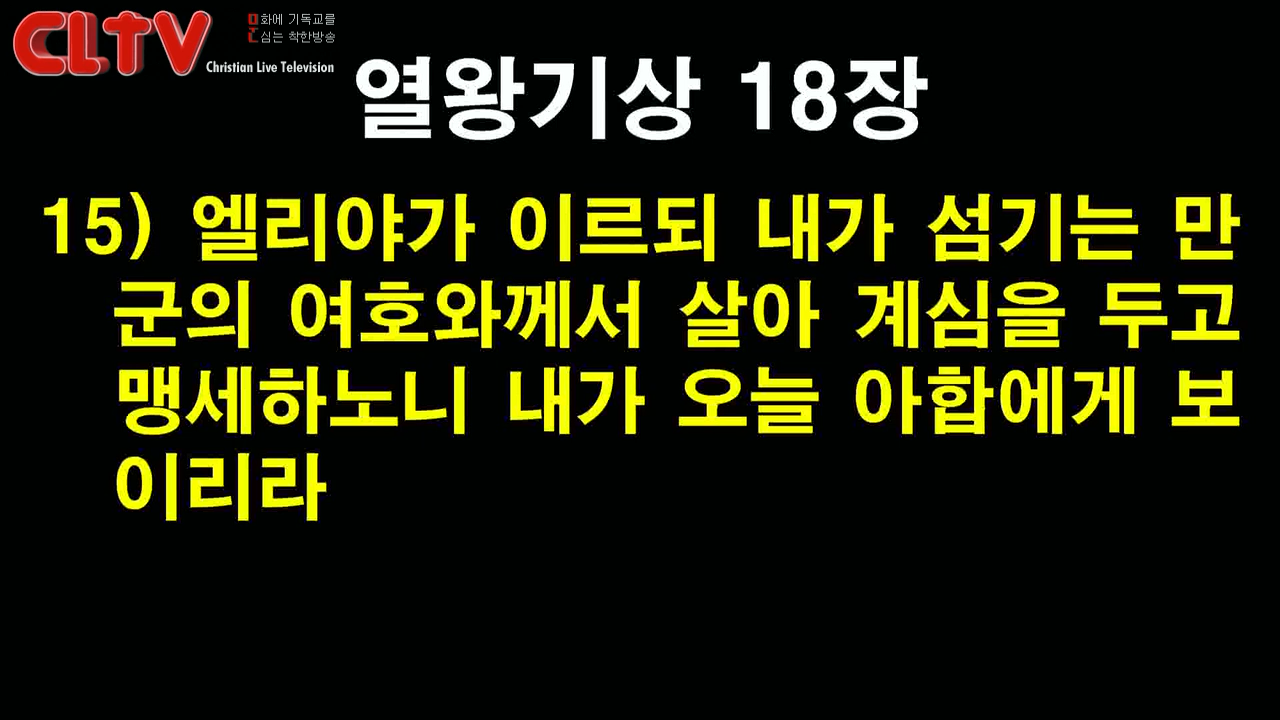 CLTV
문화에 기독교를
심는 착한방송
Christian Live Television
열왕기상 18장
15) 엘리야가 이르되 내가 섬기는 만
군의 여호와께서 살아 계심을 두고
맹세하노니 내가 오늘 아합에게 보
이리라